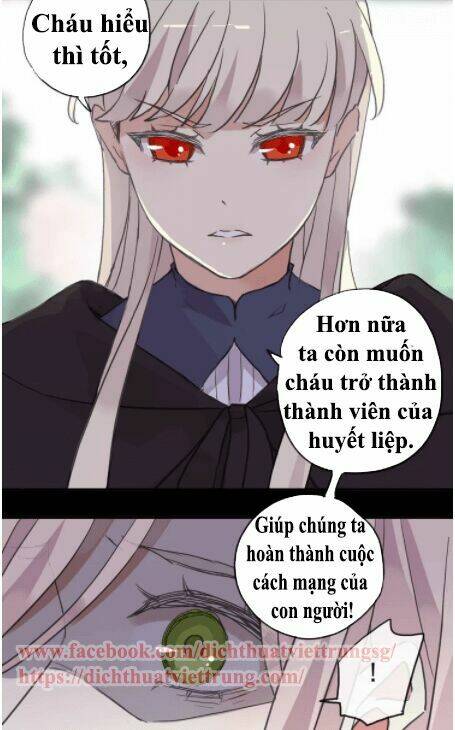 Cháu hiểu
thì tốt,
Hơn nữa
ta còn muốn
cháu trở thành
thành viên của
huyết liệp.
Giúp chúng ta
hoàn thành cuộc
cách mạng của
con người!
www.facebook.com/dichthuatviettrungsg/
https://dichthuatviettrung.com/
!